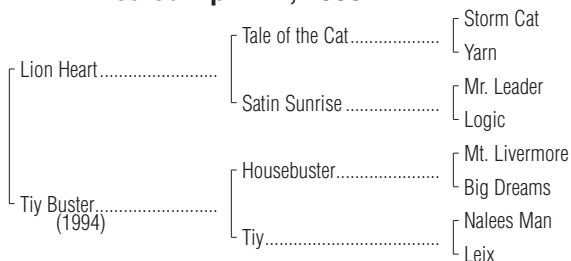 Storm Cat
Tale of the Cat
Yarn
Lion Heart
Mr. Leader
Satin Sunrise
Logic
Mt. Livermore
Housebuster
Big Dreams
Tiy Buster
(1994)
Nalees Man
Tiy
Leix